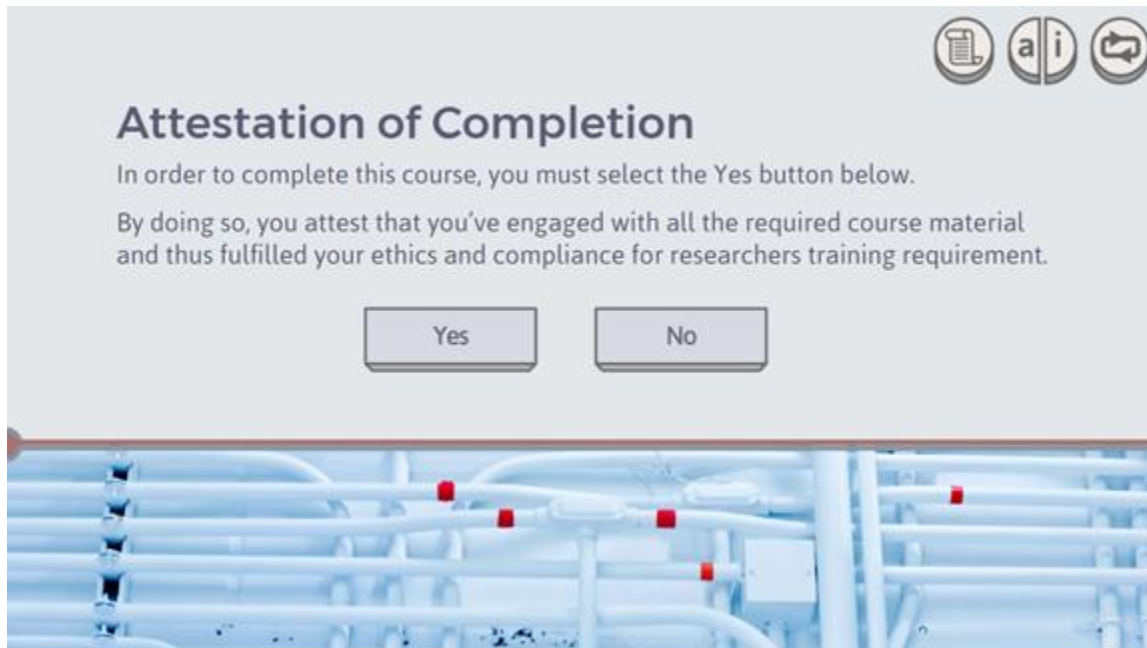 a i
Attestation of Completion
In order to complete this course, you must select the Yes button below.
By doing so, you attest that you’ve engaged with all the required course material
and thus fulfilled your ethics and compliance for researchers training requirement.
Yes No